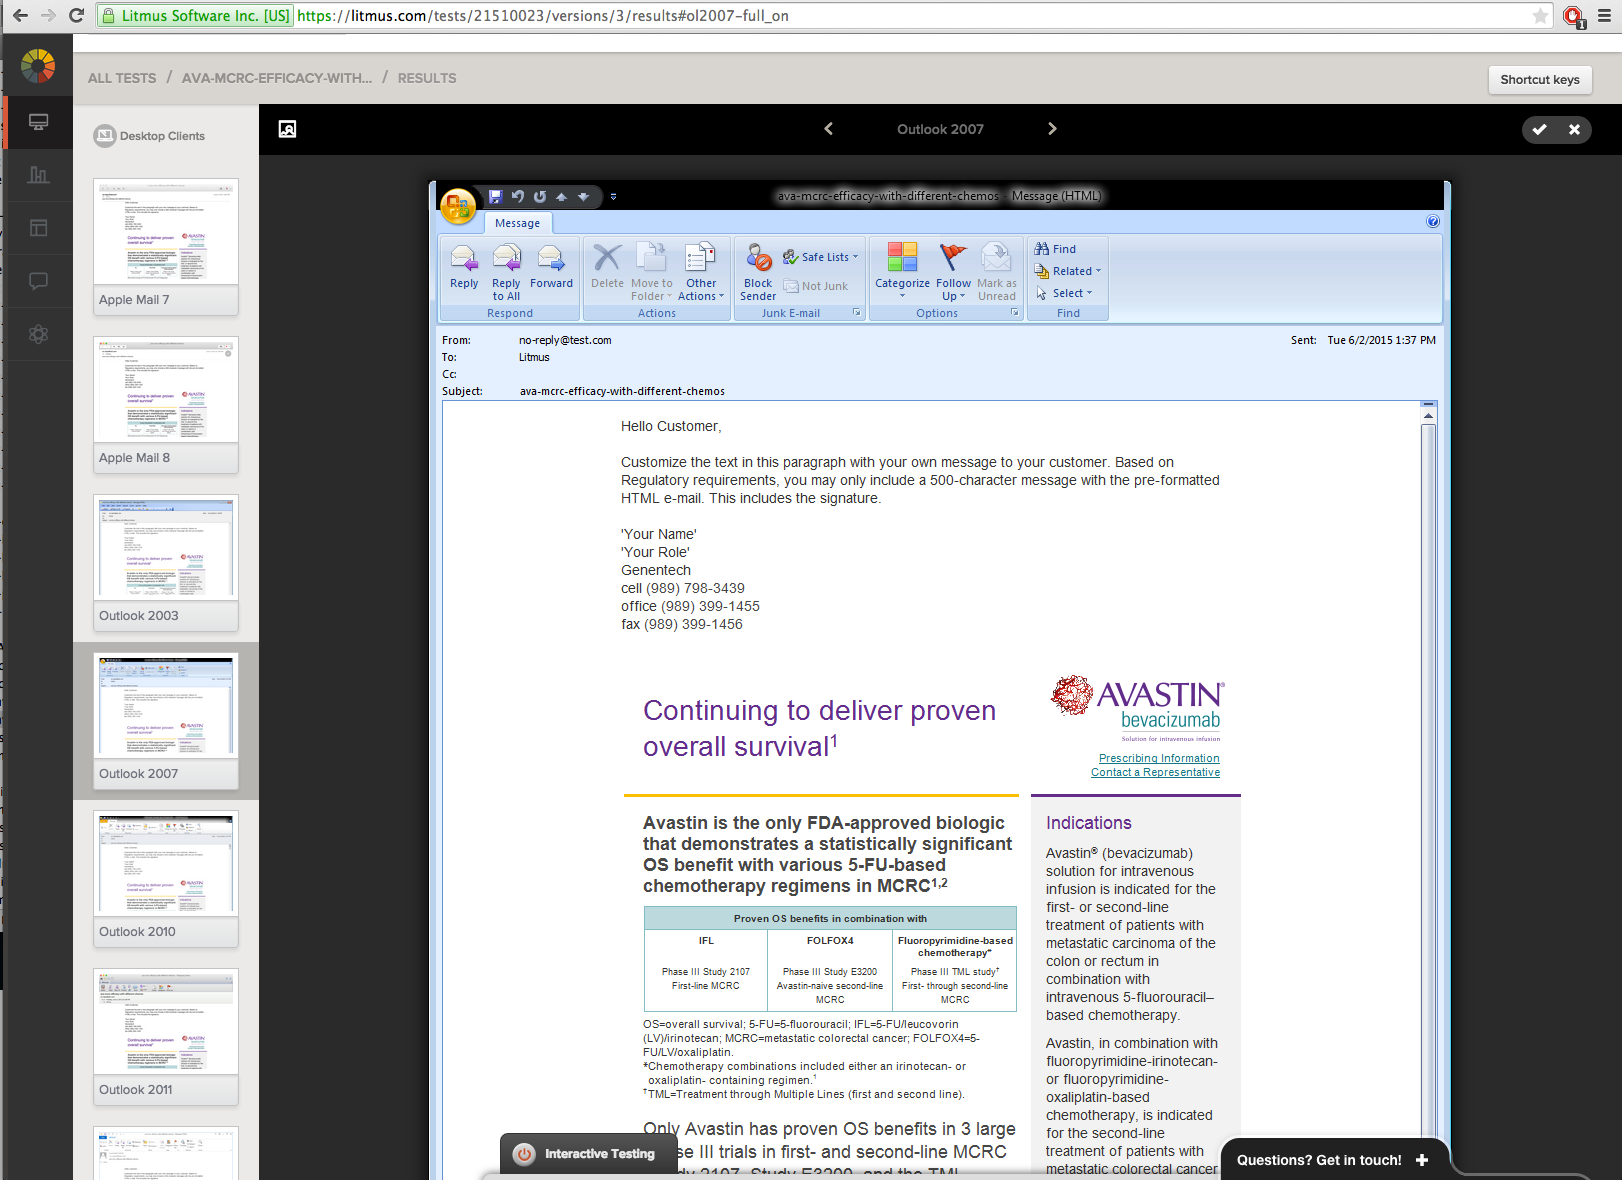 Litmus Software Inc. [US] https://litmus.com/tests/21510023/versions/3/results#ol2007-full_on
1
ALL TESTS / AVA-MCRC-EFFICACY-WITH... / RESULTS
Shortcut keys
Desktop Clients
Outlook 2007
Apple Mail 7
Apple Mail 8
Outlook 2003
Outlook 2007
Outlook 2010
Outlook 2011
ava-mcrc-efficacy-with-different-chemos - Message (HTML)
Message
Reply
Reply to All
Forward
Respond
Delete
Move to Folder
Other Actions
Actions
Block Sender
Safe Lists
Not Junk
Junk E-mail
Categorize
Follow Up
Mark as Unread
Options
Find
Related
Select
Find
From: no-reply@test.com
Sent: Tue 6/2/2015 1:37 PM
To: Litmus
Cc:
Subject: ava-mcrc-efficacy-with-different-chemos
Hello Customer,
Customize the text in this paragraph with your own message to your customer. Based on
Regulatory requirements, you may only include a 500-character message with the pre-formatted
HTML e-mail. This includes the signature.
'Your Name'
'Your Role'
Genentech
cell (989) 798-3439
office (989) 399-1455
fax (989) 399-1456
Continuing to deliver proven
overall survival¹
AVASTIN®
bevacizumab
Solution for intravenous infusion
Prescribing Information
Contact a Representative
Avastin is the only FDA-approved biologic
that demonstrates a statistically significant
OS benefit with various 5-FU-based
chemotherapy regimens in MCRC¹,²
Proven OS benefits in combination with
IFL
Phase III Study 2107
First-line MCRC
FOLFOX4
Phase III Study E3200
Avastin-naive second-line
MCRC
Fluoropyrimidine-based
chemotherapy*
Phase III TML study†
First- through second-line
MCRC
OS=overall survival; 5-FU=5-fluorouracil; IFL=5-FU/leucovorin
(LV)/irinotecan; MCRC=metastatic colorectal cancer; FOLFOX4=5-
FU/LV/oxaliplatin.
*Chemotherapy combinations included either an irinotecan- or
oxaliplatin- containing regimen.¹
†TML=Treatment through Multiple Lines (first and second line).
Only Avastin has proven OS benefits in 3 large
se III trials in first- and second-line MCRC
dy 2107, Study E3200, and the TML
Indications
Avastin® (bevacizumab)
solution for intravenous
infusion is indicated for the
first- or second-line
treatment of patients with
metastatic carcinoma of the
colon or rectum in
combination with
intravenous 5-fluorouracil–
based chemotherapy.
Avastin, in combination with
fluoropyrimidine-irinotecan-
or fluoropyrimidine-
oxaliplatin-based
chemotherapy, is indicated
for the second-line
treatment of patients with
metastatic colorectal cancer
Interactive Testing
Questions? Get in touch! +